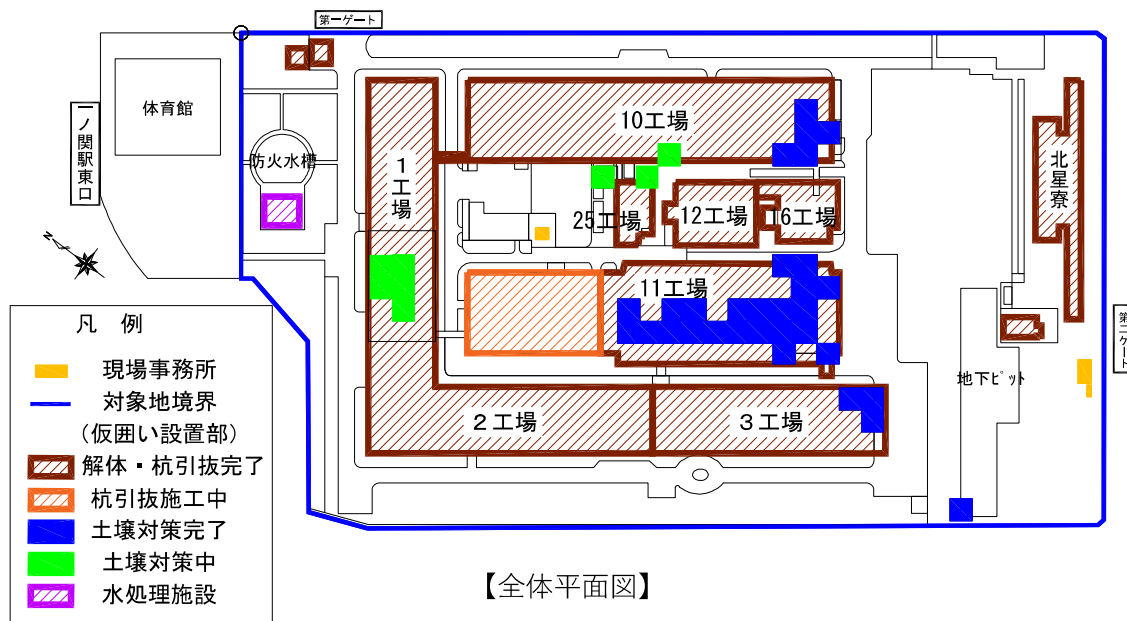 第一ゲート
体育館
一ノ関駅東口
防火水槽
10工場
1工場
北星寮
25工場
12工場
16工場
N
11工場
第二ゲート
地下ピット
2工場
3工場
凡 例
現場事務所
対象地境界
(仮囲い設置部)
解体・杭引抜完了
杭引抜施工中
土壌対策完了
土壌対策中
水処理施設
【全体平面図】